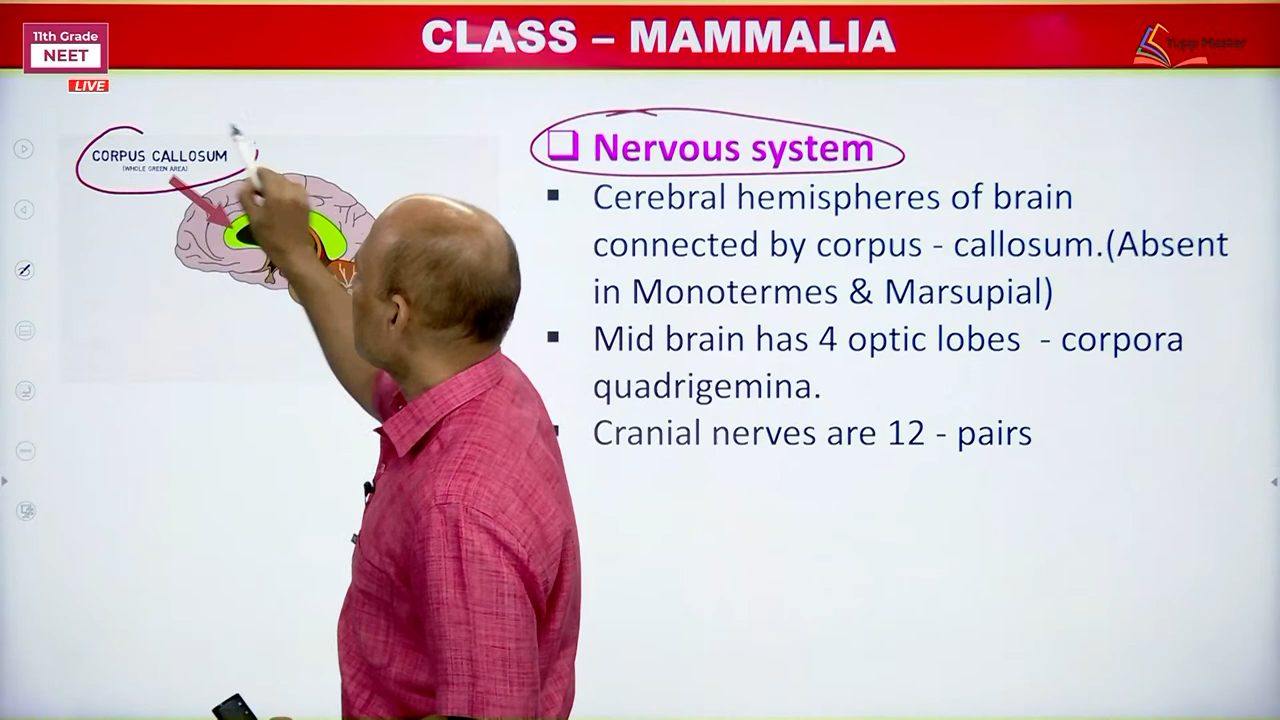 11th Grade
NEET
LIVE
CLASS – MAMMALIA
Yupp Master
CORPUS CALLOSUM
(WHOLE GREEN AREA)
Nervous system
Cerebral hemispheres of brain
connected by corpus - callosum.(Absent
in Monotermes & Marsupial)
Mid brain has 4 optic lobes - corpora
quadrigemina.
Cranial nerves are 12 - pairs